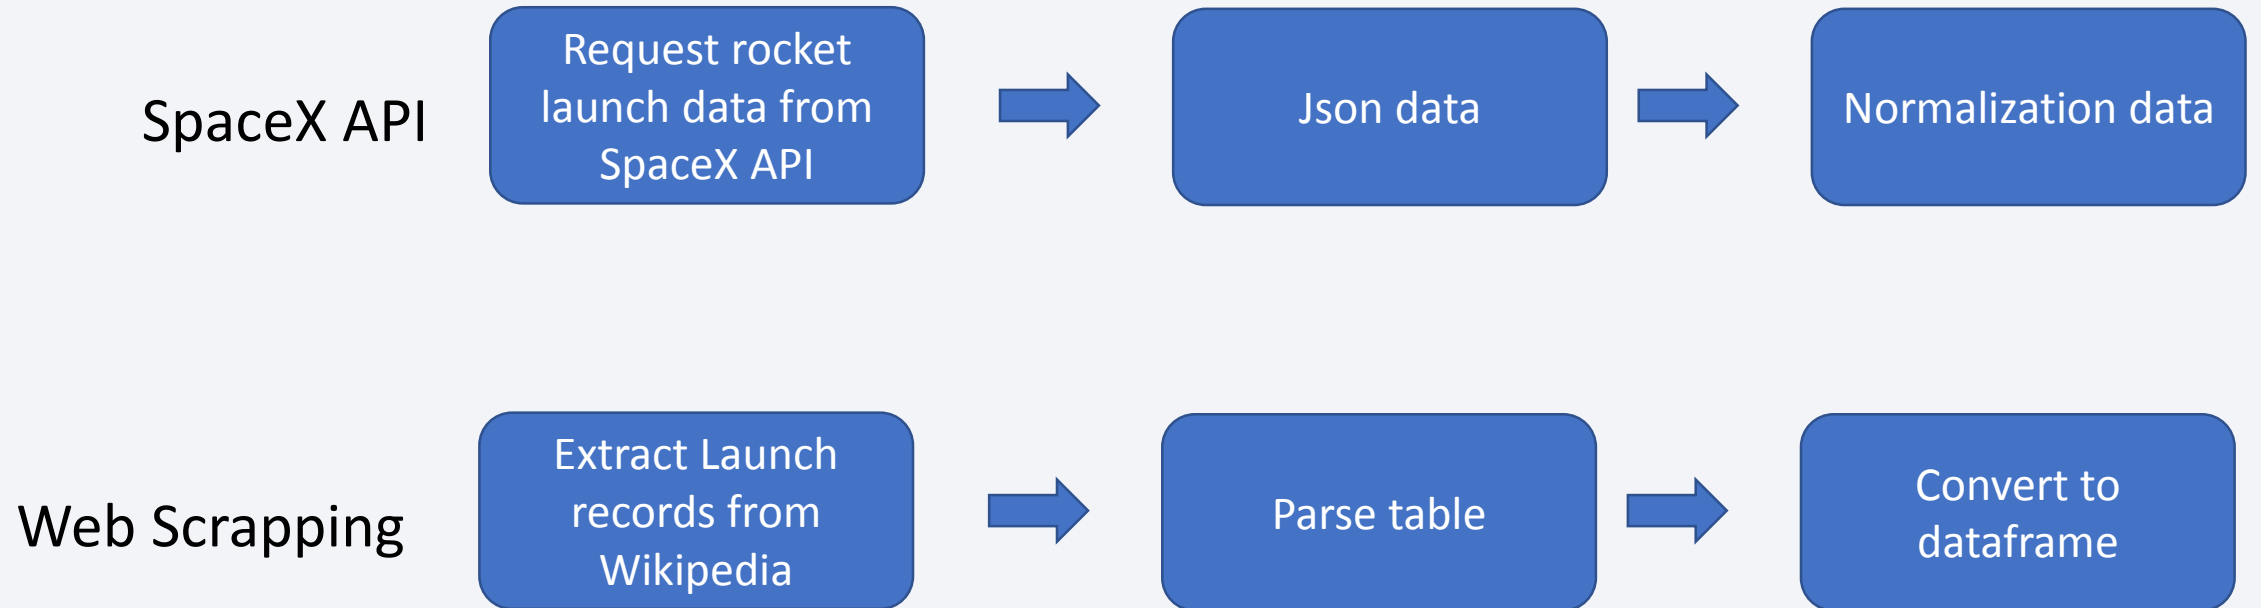 SpaceX API
Request rocket
launch data from
SpaceX API
Json data
Normalization data
Web Scrapping
Extract Launch
records from
Wikipedia
Parse table
Convert to
dataframe